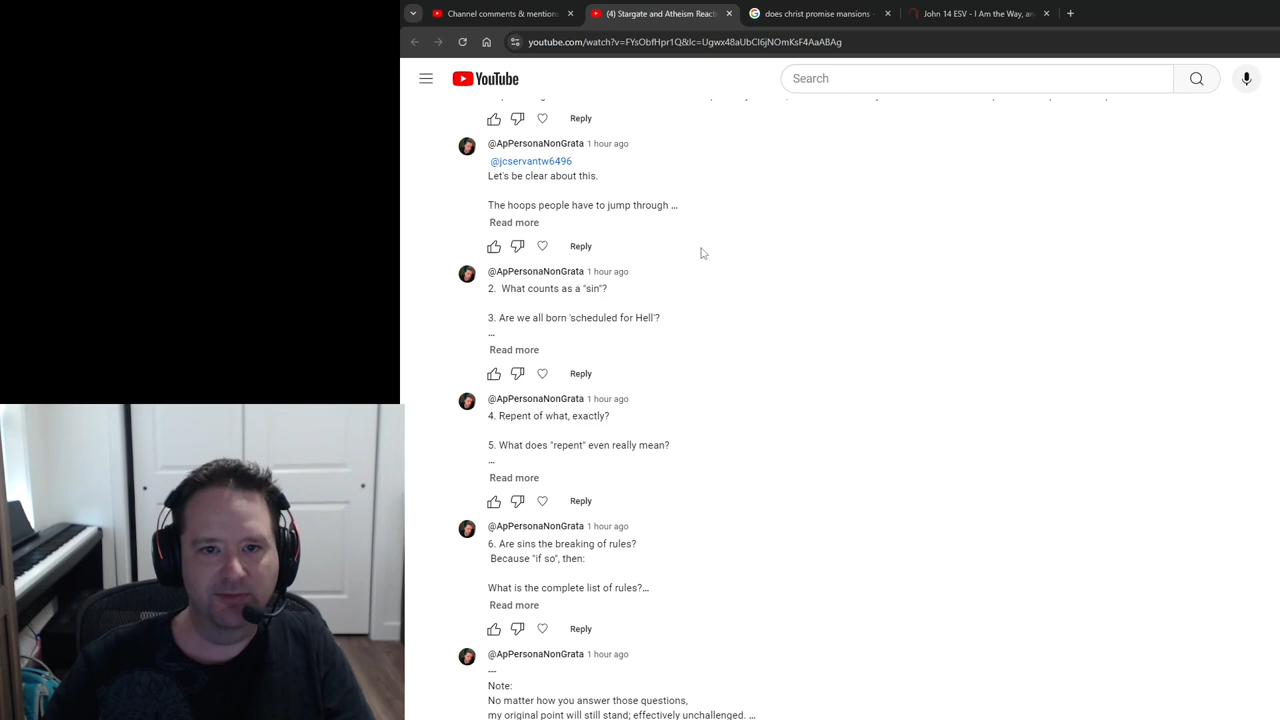 (4) Stargate and Atheism React
Channel comments & mention
does christ promise mansions -
John 14 ESV - I Am the Way, an
youtube.com/watch?v=FYsObfHpr1Q&lc=Ugwx48aUbCl6jNOmKsF4AaABAg
YouTube
Search
Reply
@ApPersonaNonGrata 1 hour ago
@jcservantw6496
Let's be clear about this.
The hoops people have to jump through ...
Read more
Reply
@ApPersonaNonGrata 1 hour ago
2. What counts as a "sin"?
3. Are we all born 'scheduled for Hell'?
...
Read more
Reply
@ApPersonaNonGrata 1 hour ago
4. Repent of what, exactly?
5. What does "repent" even really mean?
...
Read more
Reply
@ApPersonaNonGrata 1 hour ago
6. Are sins the breaking of rules?
Because "if so", then:
What is the complete list of rules?...
Read more
Reply
@ApPersonaNonGrata 1 hour ago
---
Note:
No matter how you answer those questions,
my original point will still stand; effectively unchallenged. ...